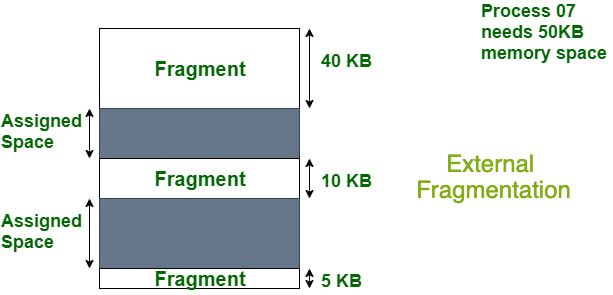 Process 07
needs 50KB
memory space
Fragment
40 KB
Assigned
Space
Fragment
10 KB
External
Fragmentation
Assigned
Space
Fragment
5 KB